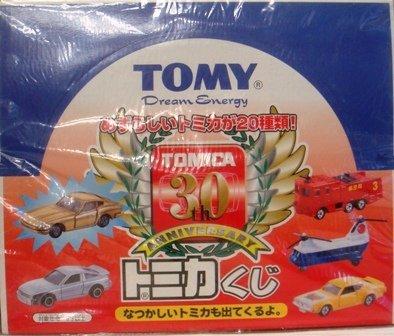 TOMY®
Dream Energy
めずらしいトミカが20種類!
TOMICA
30th
ANNIVERSARY
トミカくじ
®
なつかしいトミカも出てくるよ。
3